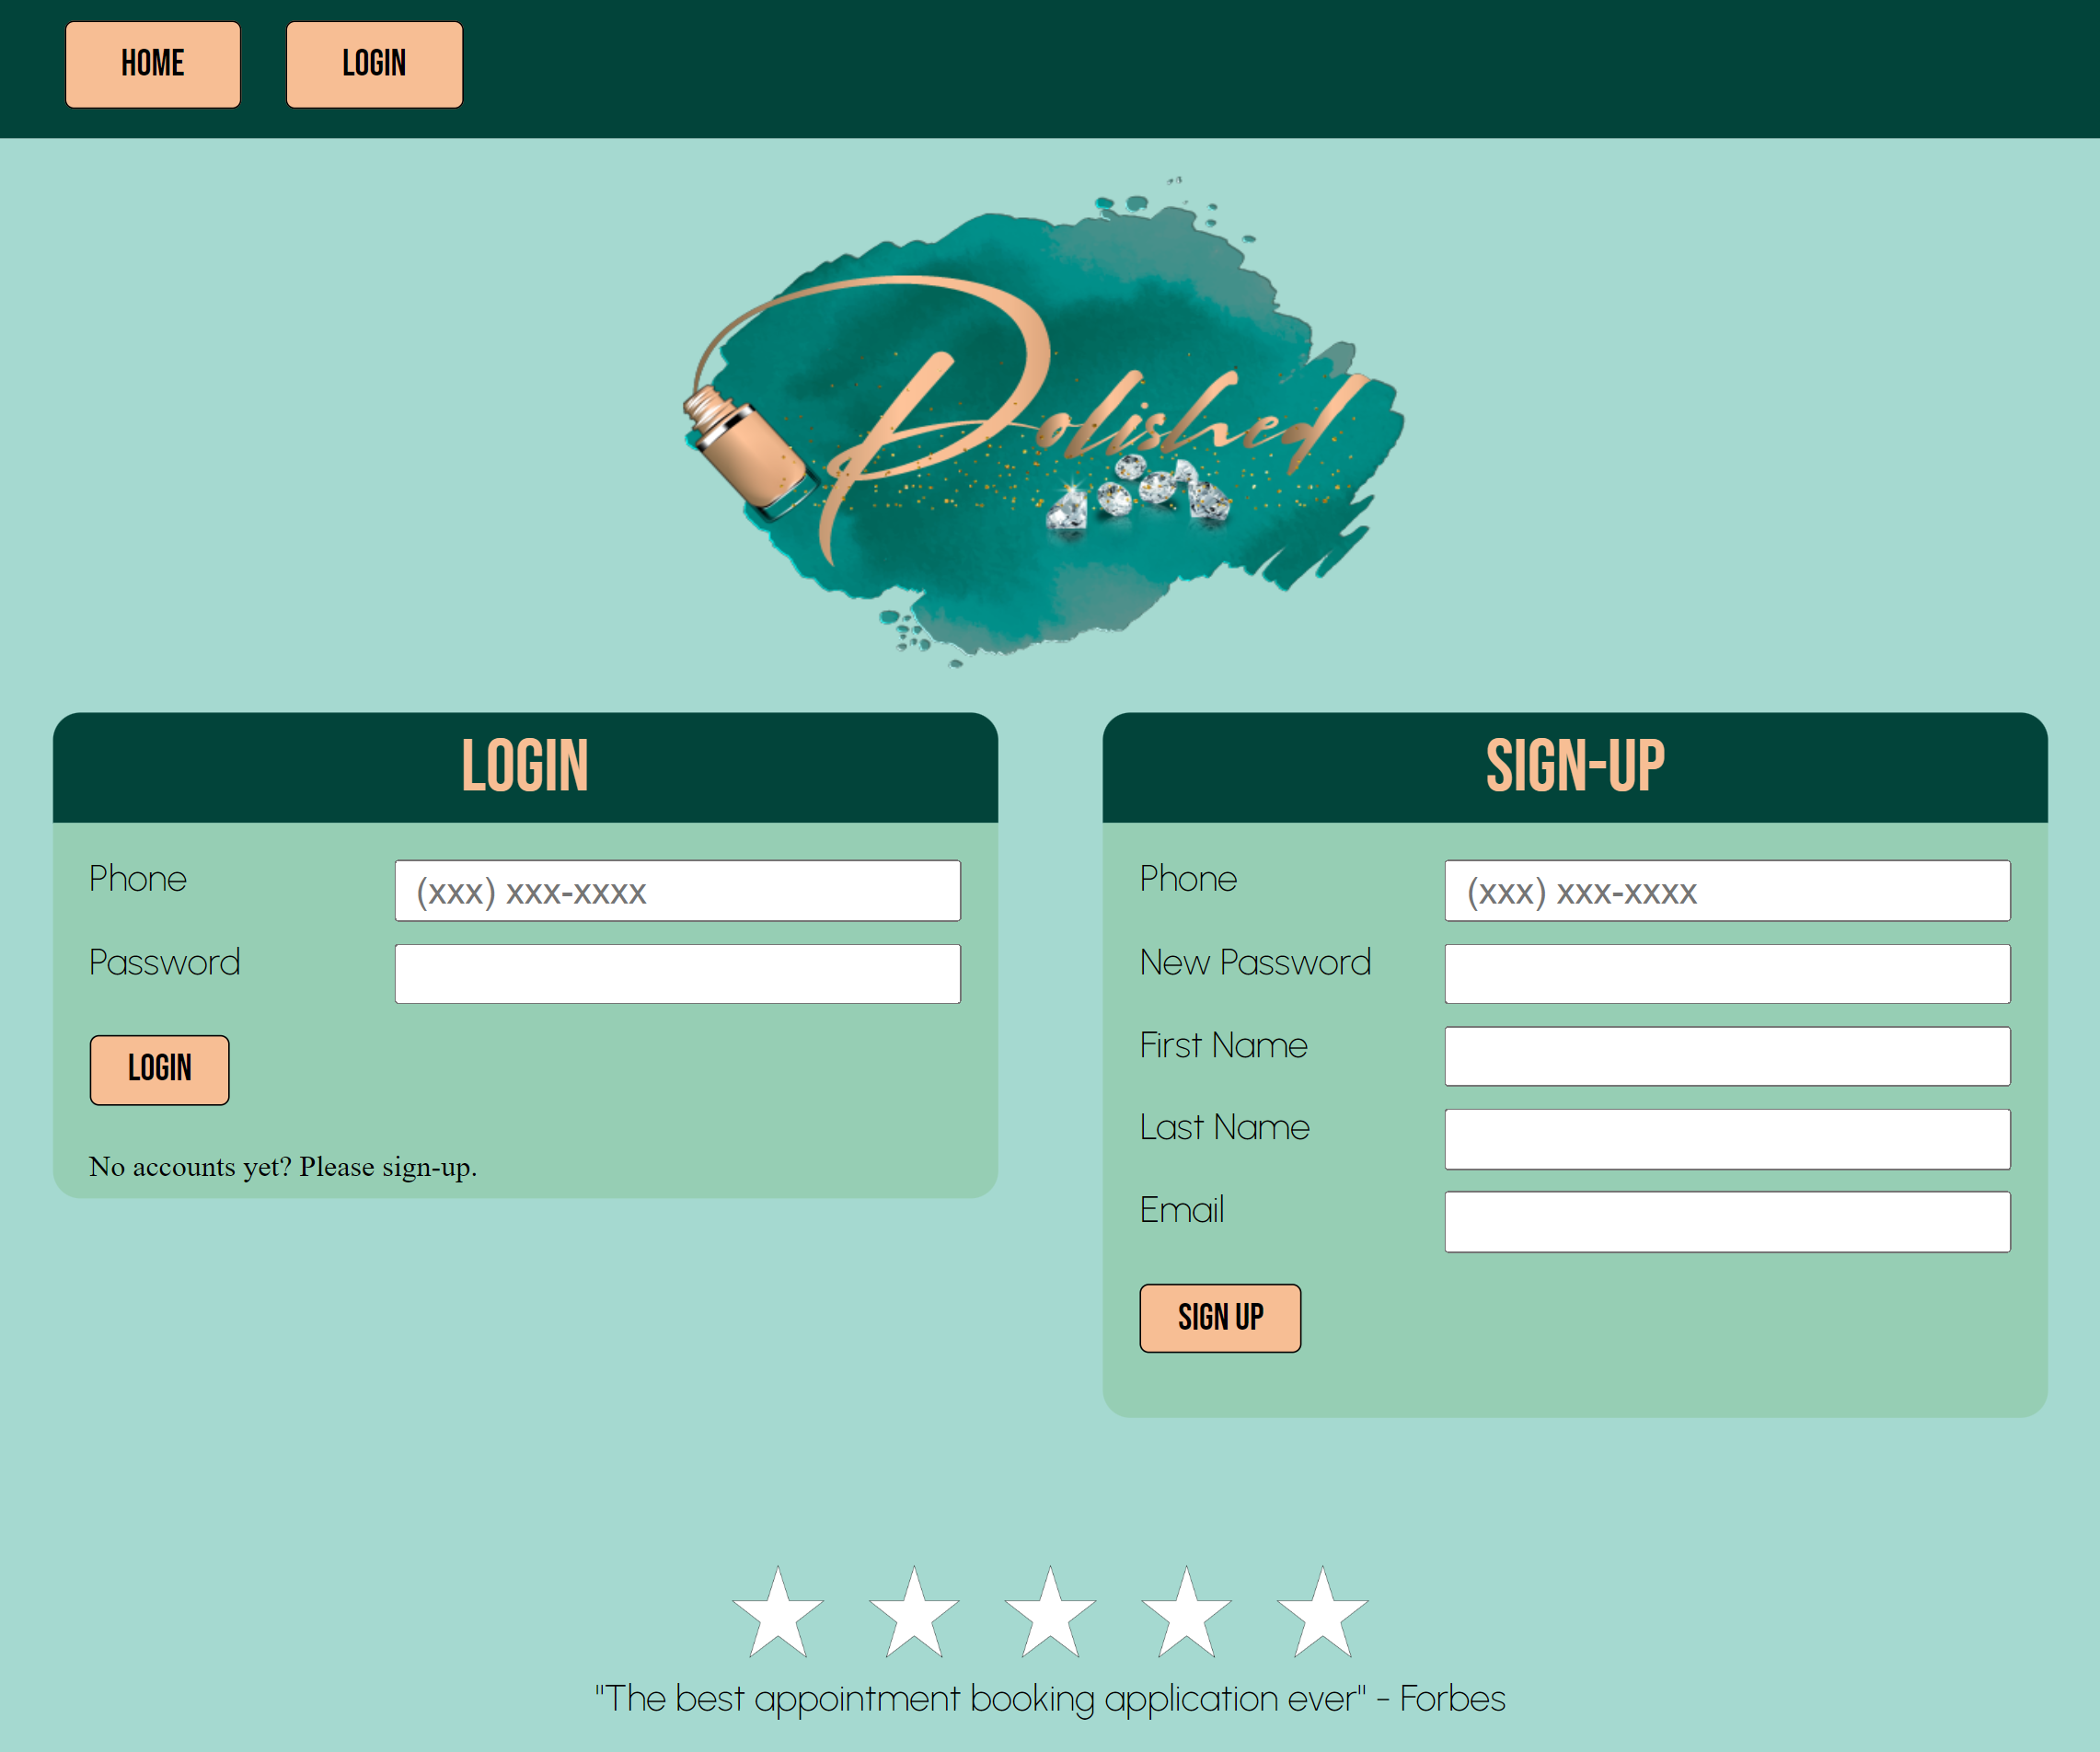 HOME
LOGIN
Polished
LOGIN
Phone
(xxx) xxx-xxxx
Password
LOGIN
No accounts yet? Please sign-up.
SIGN-UP
Phone
(xxx) xxx-xxxx
New Password
First Name
Last Name
Email
SIGN UP
"The best appointment booking application ever" - Forbes